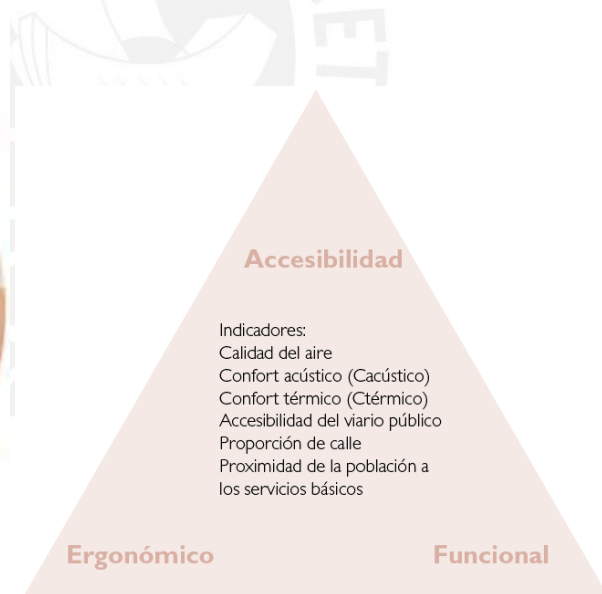 ET
Accesibilidad
Indicadores:
Calidad del aire
Confort acústico (Cacústico)
Confort térmico (Ctérmico)
Accesibilidad del viario público
Proporción de calle
Proximidad de la población a
los servicios básicos
Ergonómico
Funcional